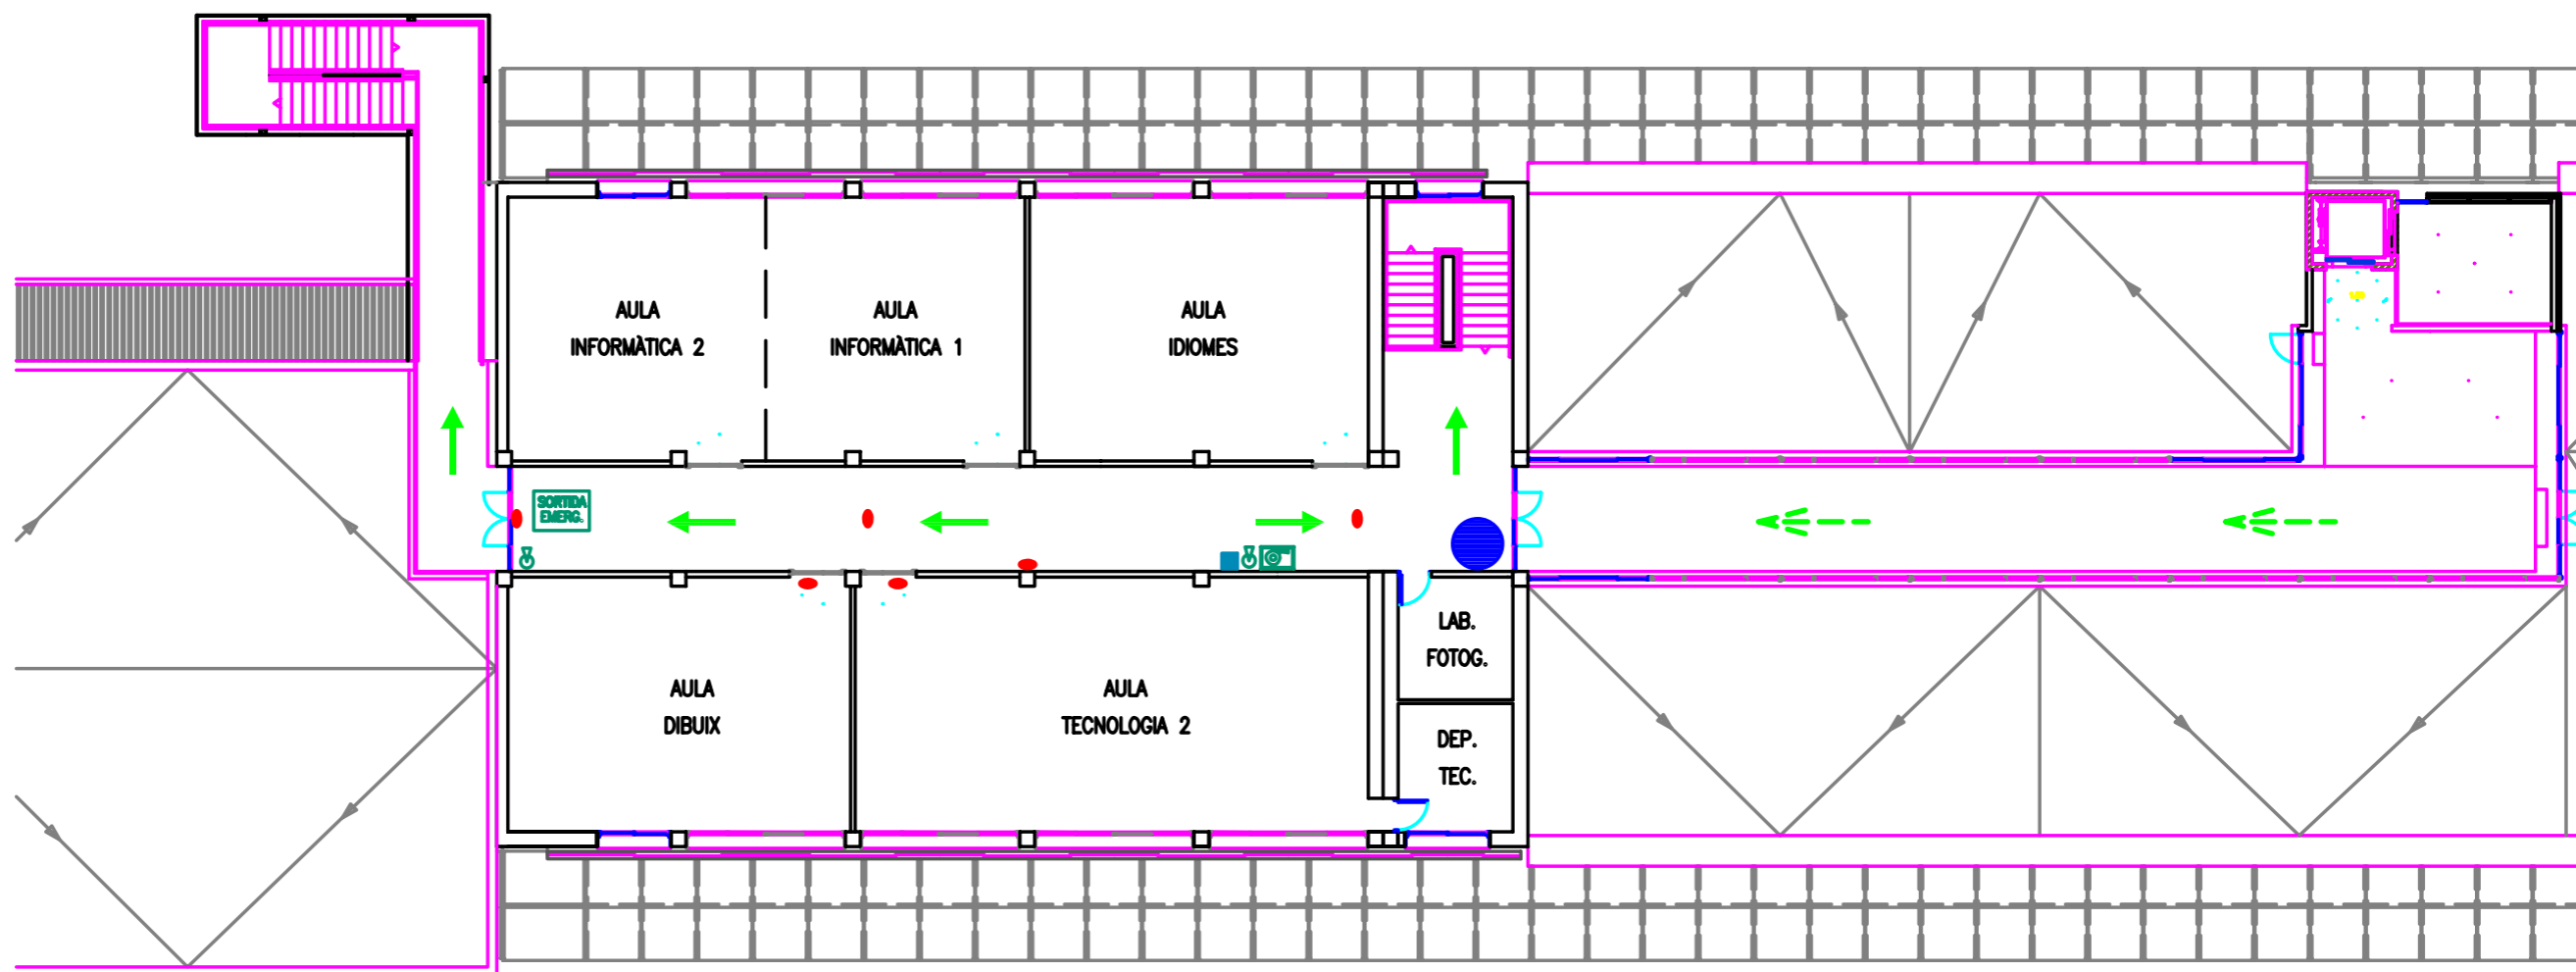 AULA
INFORMÀTICA 2
AULA
INFORMÀTICA 1
AULA
IDIOMES
SORTIDA
EMERG.
AULA
DIBUIX
AULA
TECNOLOGIA 2
LAB.
FOTOG.
DEP.
TEC.